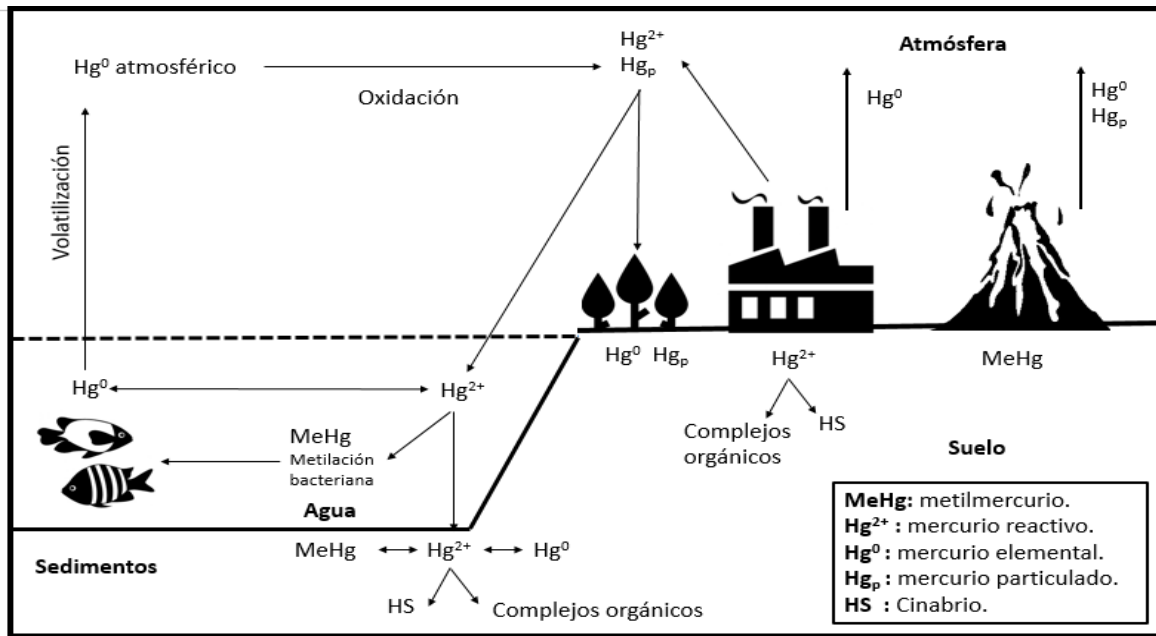 Hg²⁺
Hgₚ
Atmósfera
Hg⁰ atmosférico
Oxidación
Hg⁰
Hg⁰
Hgₚ
Volatilización
Hg⁰
Hg²⁺
MeHg
Metilación
bacteriana
Agua
Hg⁰ Hgₚ
Hg²⁺
MeHg
HS
Complejos
orgánicos
Suelo
Sedimentos
MeHg
Hg²⁺
Hg⁰
HS
Complejos orgánicos
MeHg: metilmercurio.
Hg²⁺ : mercurio reactivo.
Hg⁰ : mercurio elemental.
Hgₚ : mercurio particulado.
HS : Cinabrio.